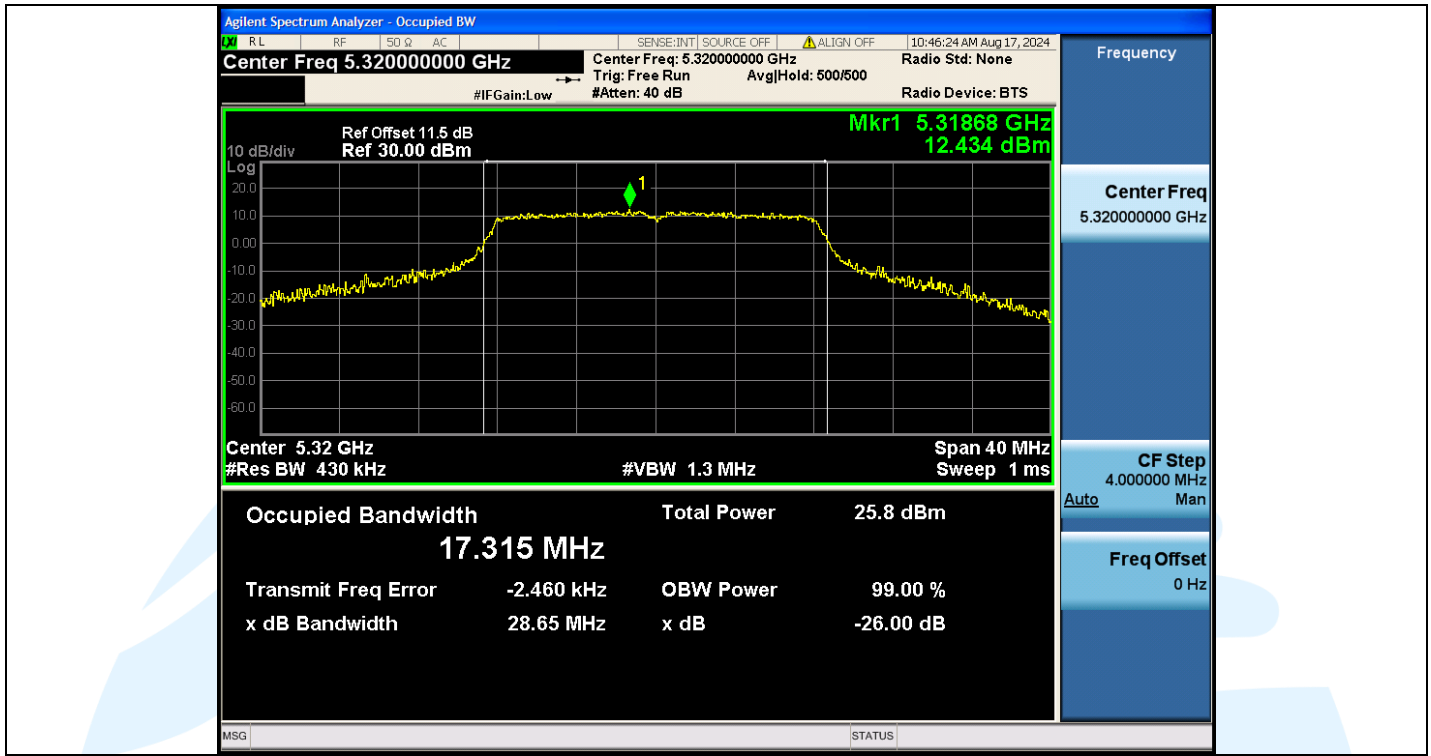 Agilent Spectrum Analyzer - Occupied BW
LXI RL RF 50 Ω AC SENSE:INT SOURCE OFF ALIGN OFF 10:46:24 AM Aug 17, 2024
Center Freq 5.320000000 GHz Center Freq: 5.320000000 GHz Radio Std: None
Trig: Free Run Avg|Hold: 500/500
#IFGain:Low #Atten: 40 dB Radio Device: BTS
Frequency
Mkr1 5.31868 GHz
12.434 dBm
Ref Offset 11.5 dB
10 dB/div Ref 30.00 dBm
Log
20.0
10.0
0.00
-10.0
-20.0
-30.0
-40.0
-50.0
-60.0
1
Center 5.32 GHz Span 40 MHz
#Res BW 430 kHz #VBW 1.3 MHz Sweep 1 ms
Occupied Bandwidth Total Power 25.8 dBm
17.315 MHz
Transmit Freq Error -2.460 kHz OBW Power 99.00 %
x dB Bandwidth 28.65 MHz x dB -26.00 dB
Center Freq
5.320000000 GHz
CF Step
4.000000 MHz
Auto Man
Freq Offset
0 Hz
MSG STATUS